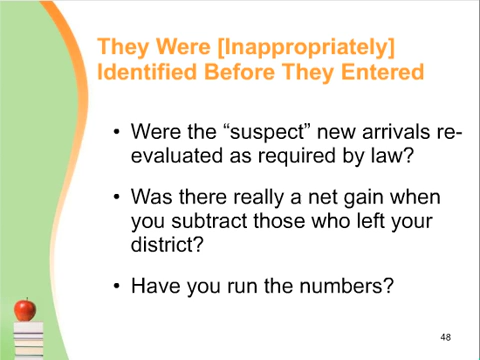 They Were [Inappropriately]
Identified Before They Entered
• Were the “suspect” new arrivals re-
evaluated as required by law?
• Was there really a net gain when
you subtract those who left your
district?
• Have you run the numbers?
48